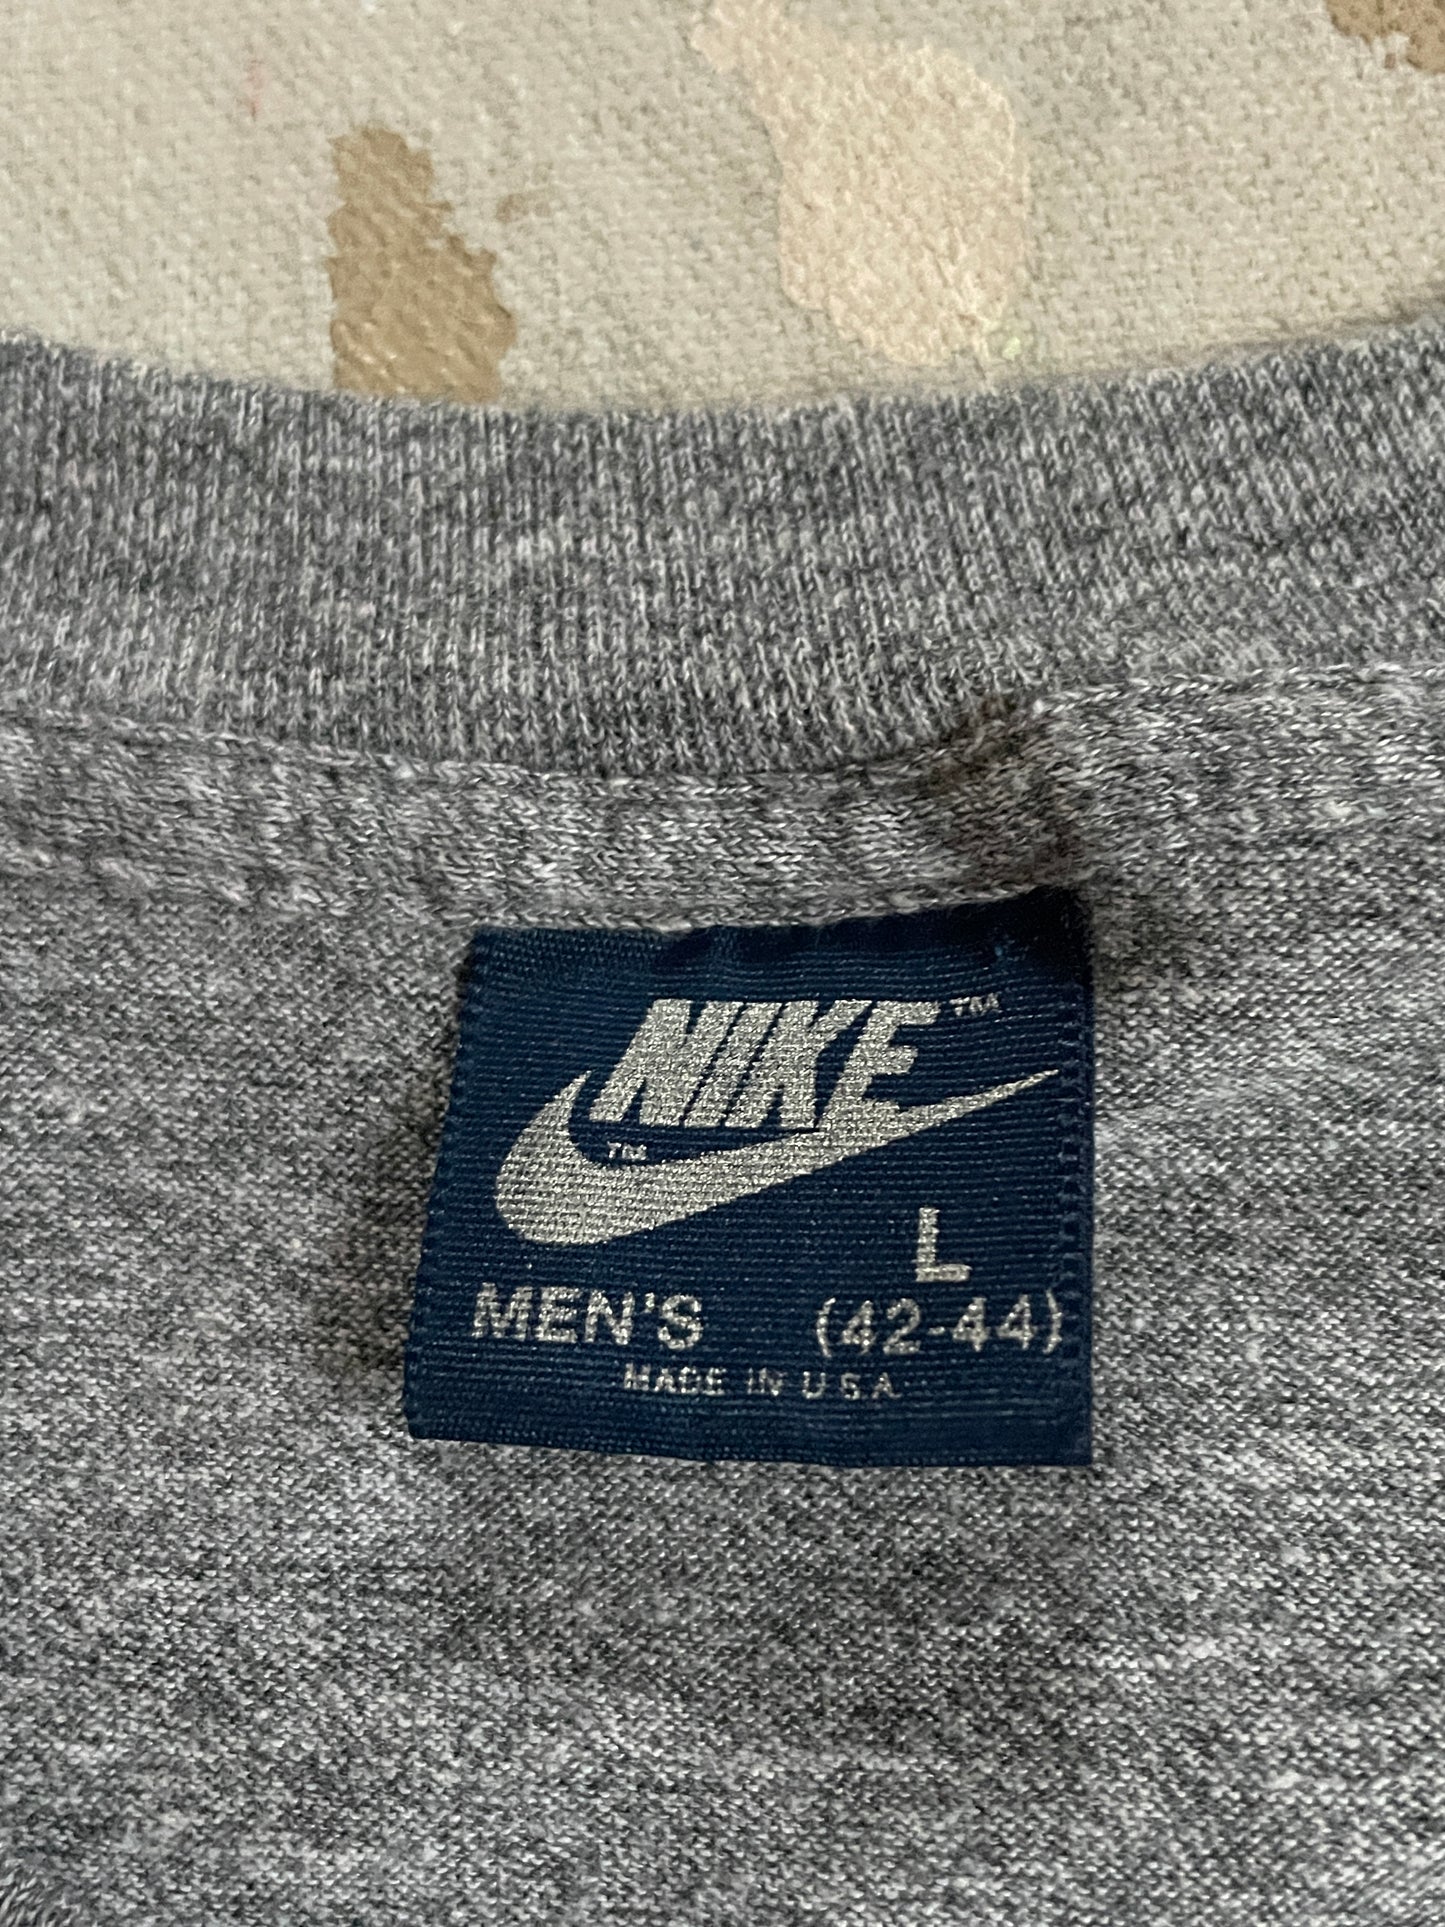 NIKE™
™
L
MEN'S (42-44)
MADE IN U S A